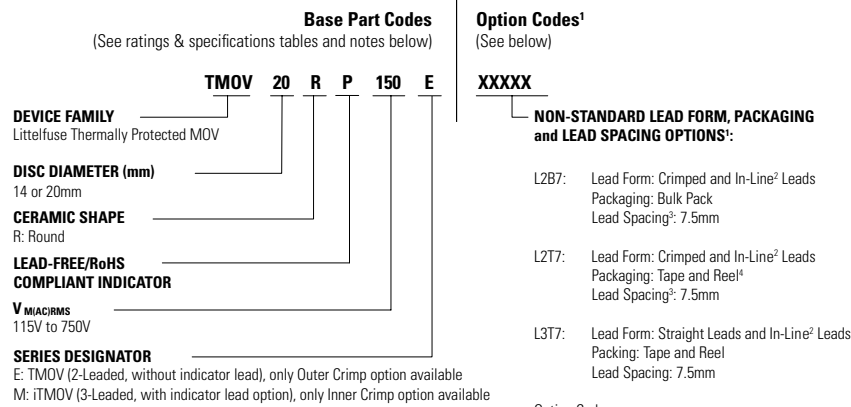 Base Part Codes
(See ratings & specifications tables and notes below)
Option Codes¹
(See below)
TMOV 20 R P 150 E XXXXX
DEVICE FAMILY
Littelfuse Thermally Protected MOV
DISC DIAMETER (mm)
14 or 20mm
CERAMIC SHAPE
R: Round
LEAD-FREE/RoHS
COMPLIANT INDICATOR
V M(AC)RMS
115V to 750V
SERIES DESIGNATOR
E: TMOV (2-Leaded, without indicator lead), only Outer Crimp option available
M: iTMOV (3-Leaded, with indicator lead option), only Inner Crimp option available
NON-STANDARD LEAD FORM, PACKAGING
and LEAD SPACING OPTIONS¹:
L2B7: Lead Form: Crimped and In-Line² Leads
Packaging: Bulk Pack
Lead Spacing³: 7.5mm
L2T7: Lead Form: Crimped and In-Line² Leads
Packaging: Tape and Reel⁴
Lead Spacing³: 7.5mm
L3T7: Lead Form: Straight Leads and In-Line² Leads
Packing: Tape and Reel
Lead Spacing: 7.5mm